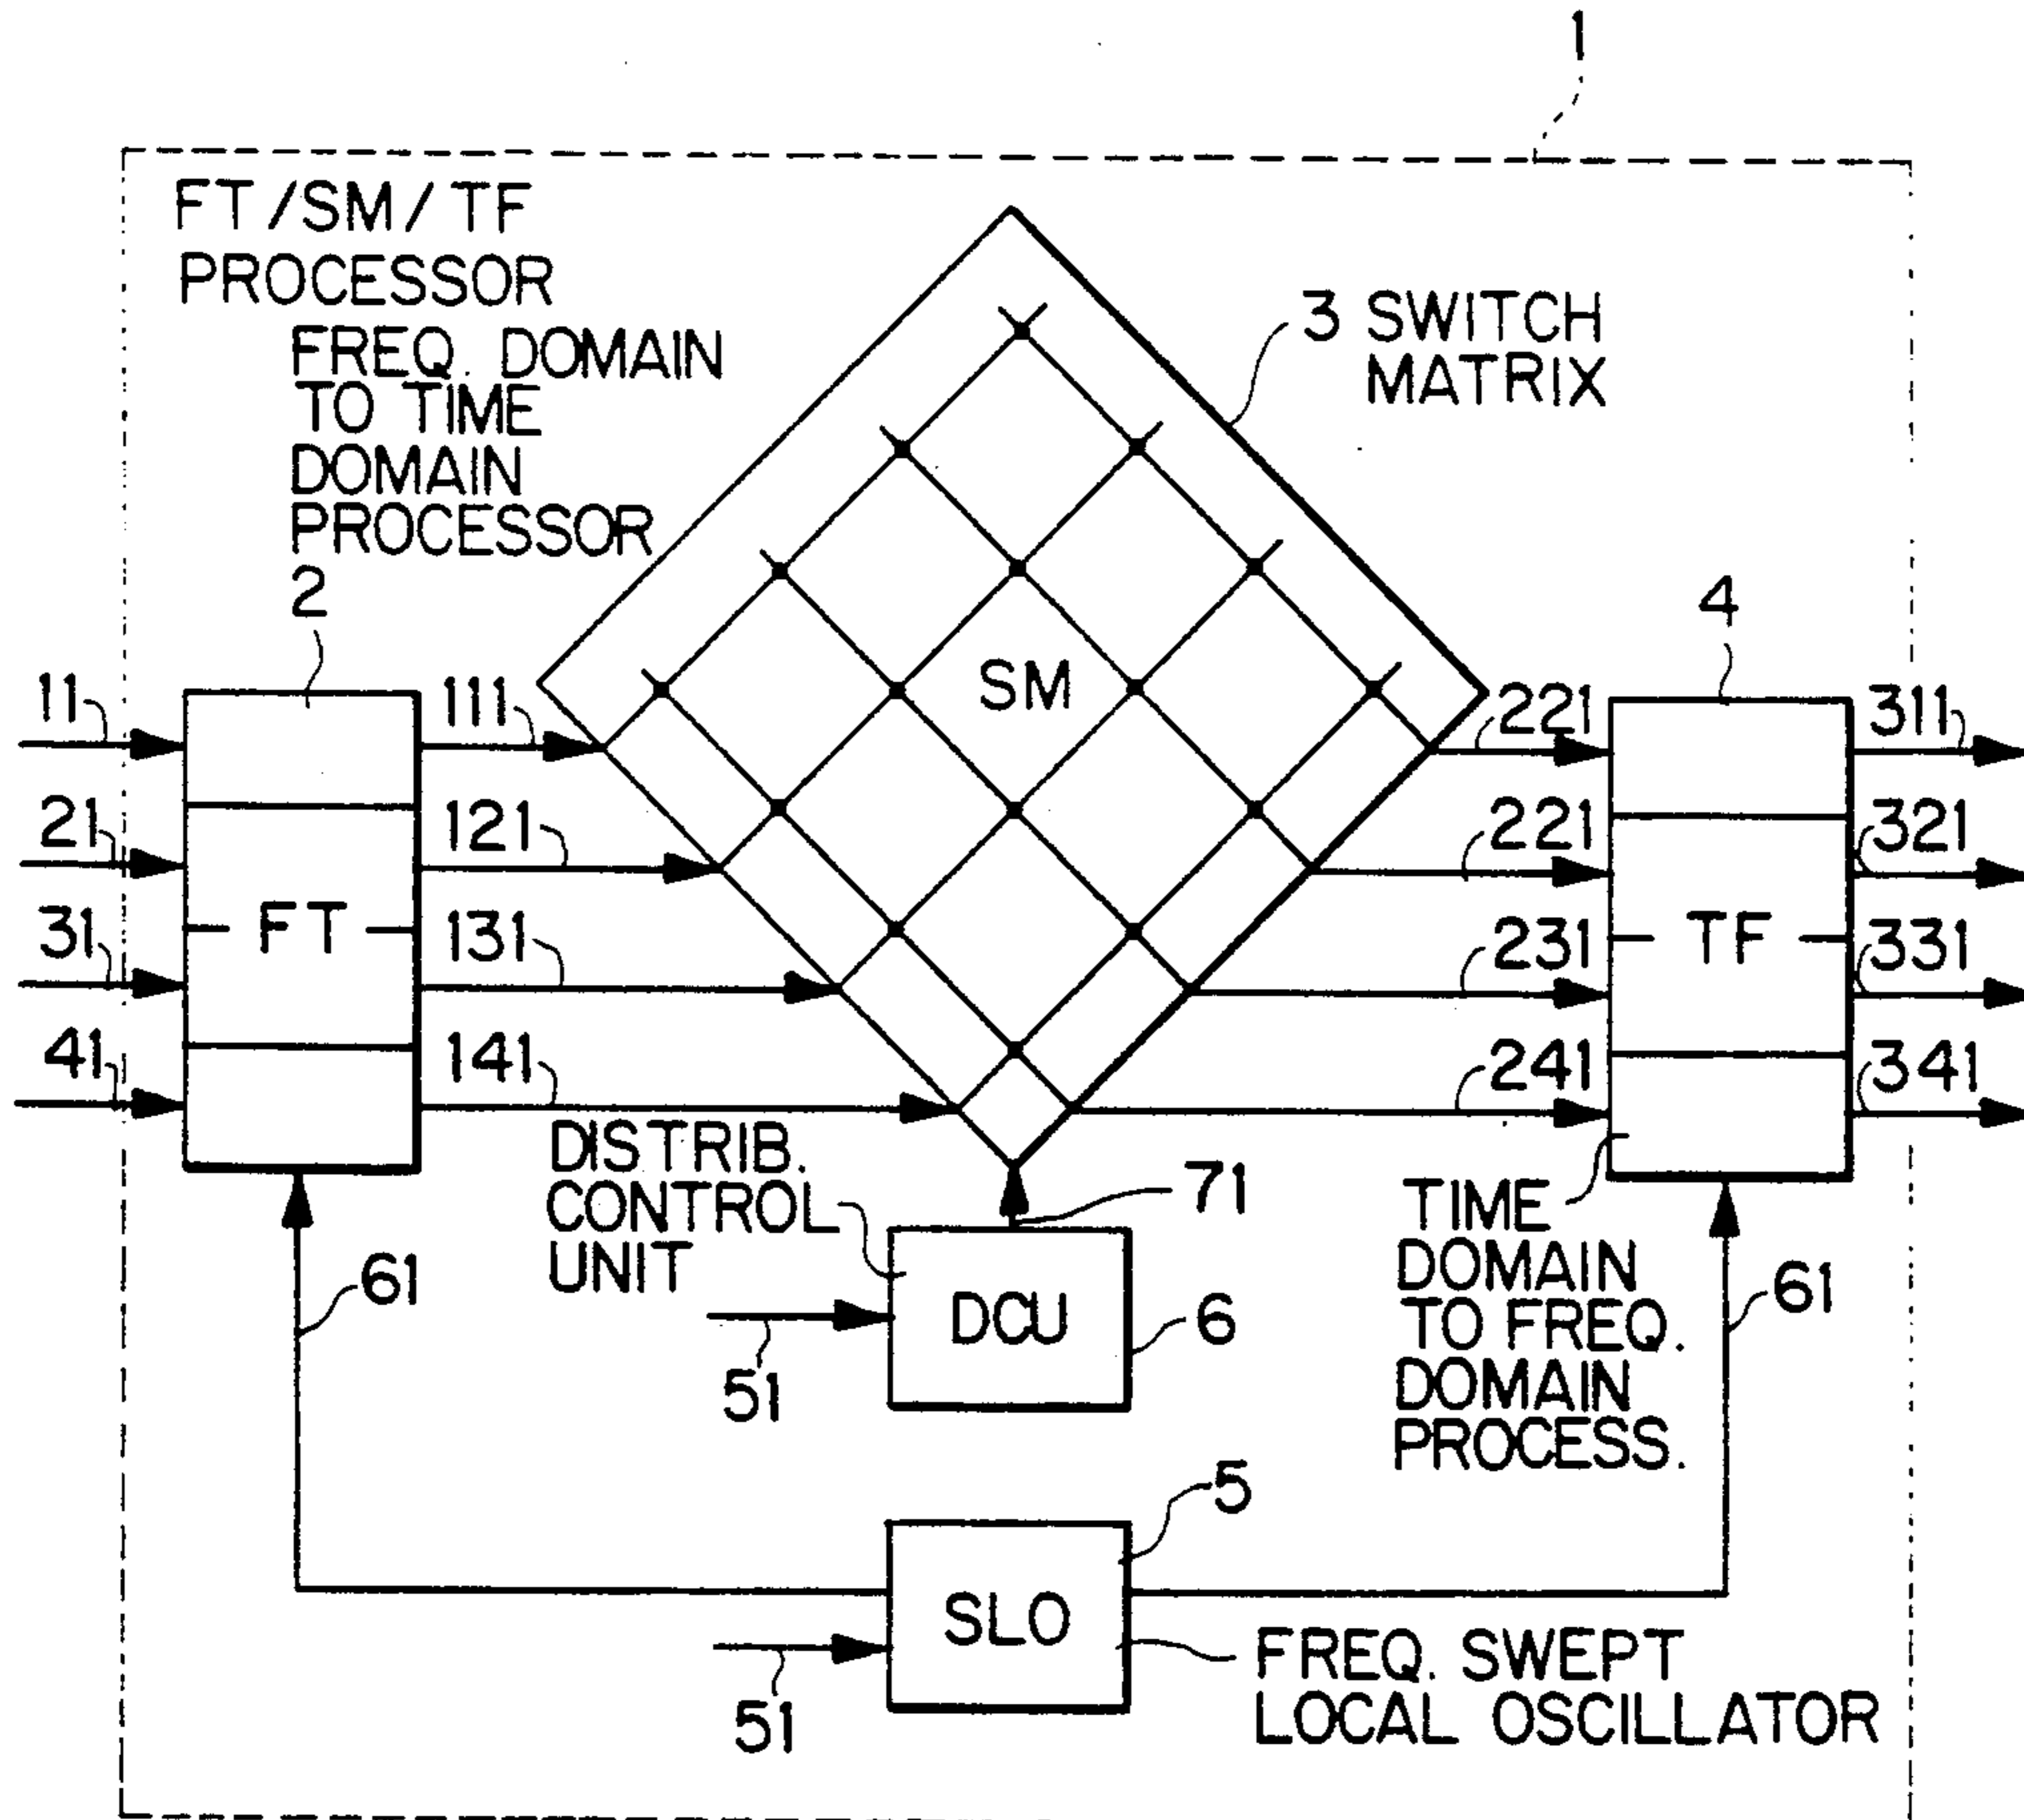 1
FT/SM/TF
PROCESSOR
FREQ. DOMAIN
TO TIME
DOMAIN
PROCESSOR
2
3 SWITCH
MATRIX
4
SM
11
21
31
41
FT
111
121
131
141
221
221
231
241
TF
311
321
331
341
DISTRIB.
CONTROL
UNIT
71
DCU
6
51
61
TIME
DOMAIN
TO FREQ.
DOMAIN
PROCESS.
61
5
SLO
51
FREQ. SWEPT
LOCAL OSCILLATOR